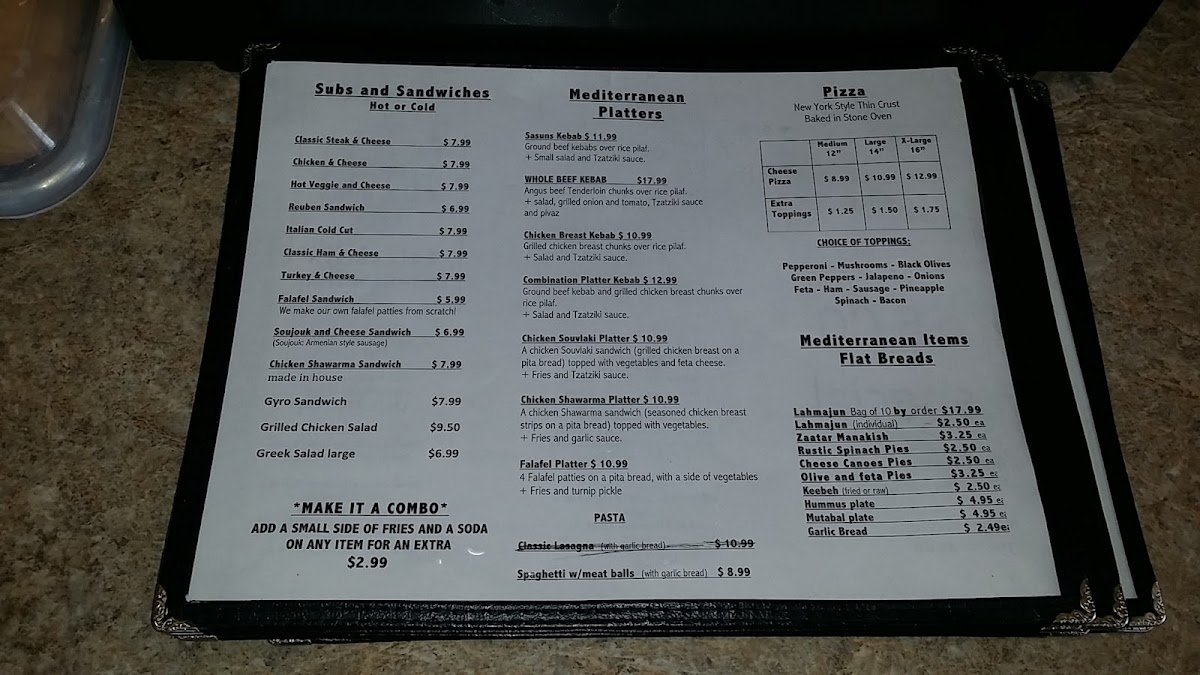 Subs and Sandwiches
Hot or Cold
Classic Steak & Cheese $ 7.99
Chicken & Cheese $ 7.99
Hot Veggie and Cheese $ 7.99
Reuben Sandwich $ 6.99
Italian Cold Cut $ 7.99
Classic Ham & Cheese $ 7.99
Turkey & Cheese $ 7.99
Falafel Sandwich $ 5.99
We make our own falafel patties from scratch!
Soujouk and Cheese Sandwich $ 6.99
(Soujouk: Armenian style sausage)
Chicken Shawarma Sandwich $ 7.99
made in house
Gyro Sandwich $7.99
Grilled Chicken Salad $9.50
Greek Salad large $6.99
*MAKE IT A COMBO*
ADD A SMALL SIDE OF FRIES AND A SODA
ON ANY ITEM FOR AN EXTRA
$2.99
Mediterranean
Platters
Sasuns Kebab $ 11.99
Ground beef kebabs over rice pilaf.
+ Small salad and Tzatziki sauce.
WHOLE BEEF KEBAB $17.99
Angus beef Tenderloin chunks over rice pilaf.
+ salad, grilled onion and tomato, Tzatziki sauce
and pivaz
Chicken Breast Kebab $ 10.99
Grilled chicken breast chunks over rice pilaf.
+ Salad and Tzatziki sauce.
Combination Platter Kebab $ 12.99
Ground beef kebab and grilled chicken breast chunks over
rice pilaf.
+ Salad and Tzatziki sauce.
Chicken Souvlaki Platter $ 10.99
A chicken Souvlaki sandwich (grilled chicken breast on a
pita bread) topped with vegetables and feta cheese.
+ Fries and Tzatziki sauce.
Chicken Shawarma Platter $ 10.99
A chicken Shawarma sandwich (seasoned chicken breast
strips on a pita bread) topped with vegetables.
+ Fries and garlic sauce.
Falafel Platter $ 10.99
4 Falafel patties on a pita bread, with a side of vegetables
+ Fries and turnip pickle
PASTA
Classic Lasagna (with garlic bread) $ 10.99
Spaghetti w/meat balls (with garlic bread) $ 8.99
Pizza
New York Style Thin Crust
Baked in Stone Oven
Medium 12" Large 14" X-Large 16"
Cheese Pizza $ 8.99 $ 10.99 $ 12.99
Extra Toppings $ 1.25 $ 1.50 $ 1.75
CHOICE OF TOPPINGS:
Pepperoni - Mushrooms - Black Olives
Green Peppers - Jalapeno - Onions
Feta - Ham - Sausage - Pineapple
Spinach - Bacon
Mediterranean Items
Flat Breads
Lahmajun Bag of 10 by order $17.99
Lahmajun (individual) $2.50 ea
Zaatar Manakish $3.25 ea
Rustic Spinach Pies $2.50 ea
Cheese Canoes Pies $2.50 ea
Olive and feta Pies $3.25 ea
Keebeh (fried or raw) $ 2.50
Hummus plate $ 4.95
Mutabal plate $ 4.95
Garlic Bread $ 2.49